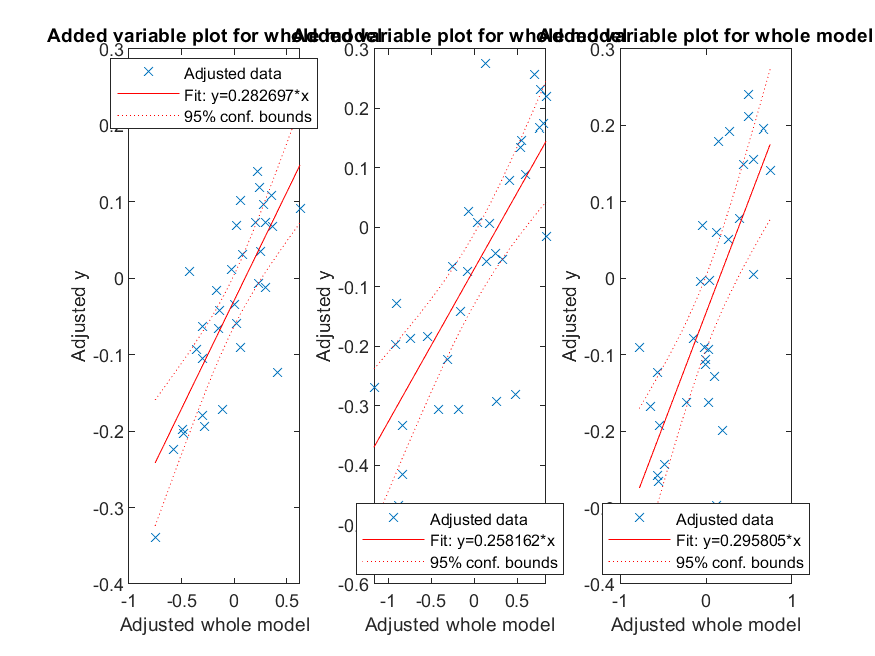 Added variable plot for whole model
Added variable plot for whole model
Added variable plot for whole model
0.3
0.2
0.1
0
-0.1
-0.2
-0.3
-0.4
-1
-0.5
0
0.5
Adjusted y
Adjusted whole model
Adjusted data
Fit: y=0.282697*x
95% conf. bounds
0.3
0.2
0.1
0
-0.1
-0.2
-0.3
-0.4
-0.6
-1
-0.5
0
0.5
Adjusted y
Adjusted whole model
Adjusted data
Fit: y=0.258162*x
95% conf. bounds
0.3
0.2
0.1
0
-0.1
-0.2
-0.4
-1
0
1
Adjusted y
Adjusted whole model
Adjusted data
Fit: y=0.295805*x
95% conf. bounds